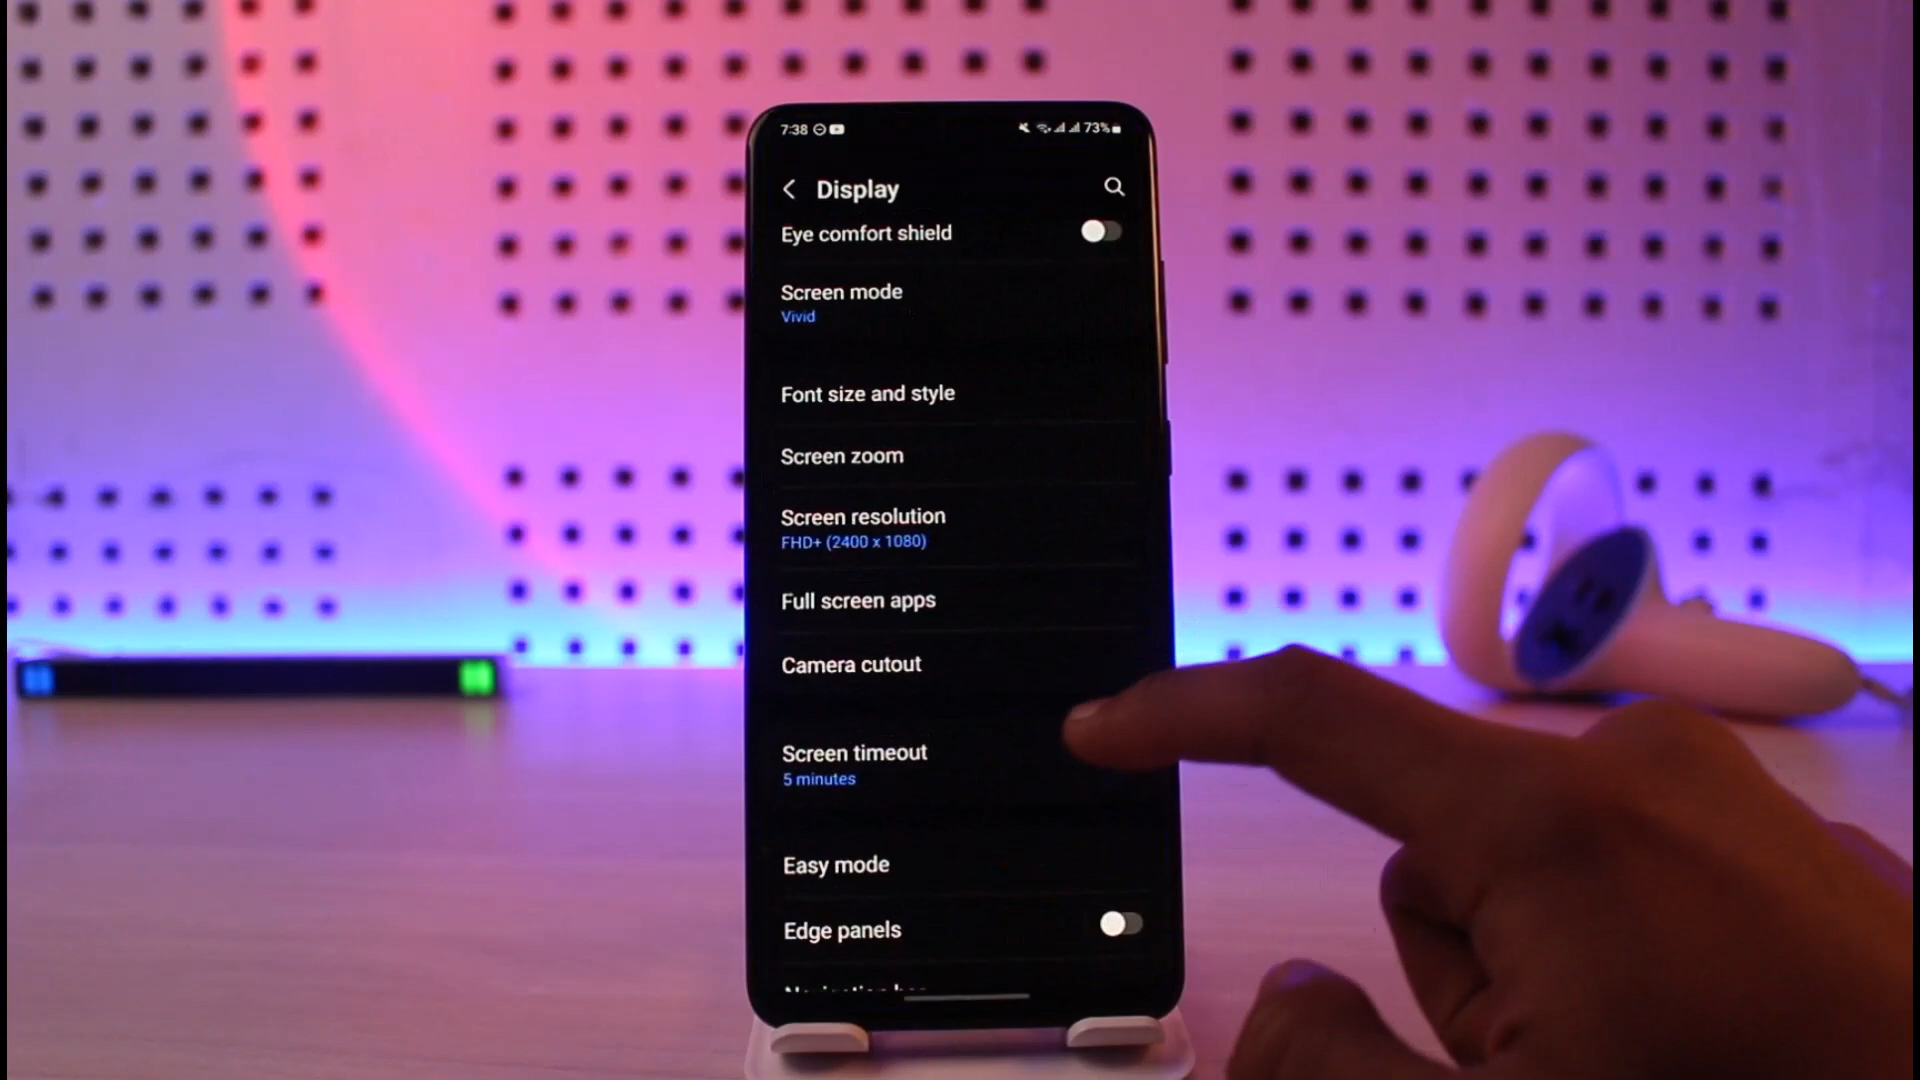 7:38
73%
Display
Eye comfort shield
Screen mode
Vivid
Font size and style
Screen zoom
Screen resolution
FHD+ (2400 x 1080)
Full screen apps
Camera cutout
Screen timeout
5 minutes
Easy mode
Edge panels